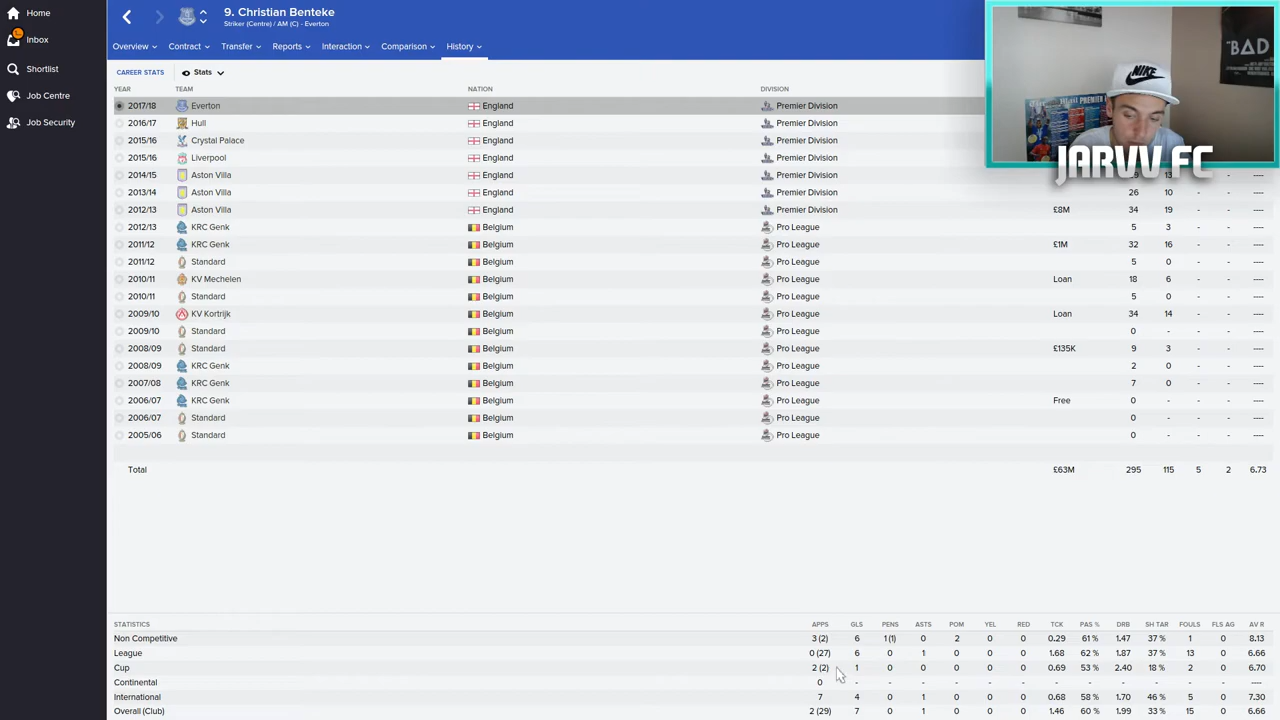 Home
Inbox
Shortlist
Job Centre
Job Security
9. Christian Benteke
Striker (Centre) / AM (C) - Everton
Overview Contract Transfer Reports Interaction Comparison History
CAREER STATS Stats
YEAR TEAM NATION DIVISION
2017/18 Everton England Premier Division
2016/17 Hull England Premier Division
2015/16 Crystal Palace England Premier Division
2015/16 Liverpool England Premier Division
2014/15 Aston Villa England Premier Division 13 - - ----
2013/14 Aston Villa England Premier Division 26 10 - - ----
2012/13 Aston Villa England Premier Division £8M 34 19 - - ----
2012/13 KRC Genk Belgium Pro League 5 3 - - ----
2011/12 KRC Genk Belgium Pro League £1M 32 16 - - ----
2011/12 Standard Belgium Pro League 5 0 - - ----
2010/11 KV Mechelen Belgium Pro League Loan 18 6 - - ----
2010/11 Standard Belgium Pro League 5 0 - - ----
2009/10 KV Kortrijk Belgium Pro League Loan 34 14 - - ----
2009/10 Standard Belgium Pro League 0 - - - ----
2008/09 Standard Belgium Pro League £135K 9 3 - - ----
2008/09 KRC Genk Belgium Pro League 2 0 - - ----
2007/08 KRC Genk Belgium Pro League 7 0 - - ----
2006/07 KRC Genk Belgium Pro League Free 0 - - - ----
2006/07 Standard Belgium Pro League 0 - - - ----
2005/06 Standard Belgium Pro League 0 - - - ----
Total £63M 295 115 5 2 6.73
STATISTICS APPS GLS PENS ASTS POM YEL RED TCK PAS % DRB SH TAR FOULS FLS AG AV R
Non Competitive 3 (2) 6 1 (1) 0 2 0 0 0.29 61 % 1.47 37 % 1 0 8.13
League 0 (27) 6 0 1 0 0 0 1.68 62 % 1.87 37 % 13 0 6.66
Cup 2 (2) 1 0 0 0 0 0 0.69 53 % 2.40 18 % 2 0 6.70
Continental 0 - - - - - - - - - - - - -
International 7 4 0 1 0 0 0 0.68 58 % 1.70 46 % 5 0 7.30
Overall (Club) 2 (29) 7 0 1 0 0 0 1.46 60 % 1.99 33 % 15 0 6.66
BAD
NIKE
JARVV FC